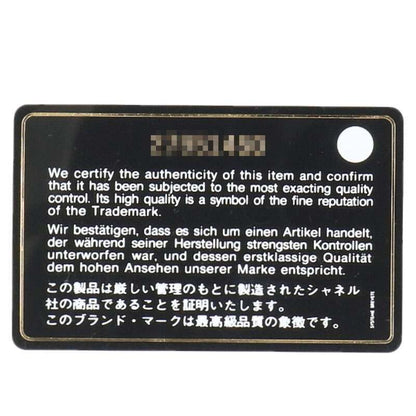 We certify the authenticity of this item and confirm
that it has been subjected to the most exacting quality
control. Its high quality is a symbol of the fine reputation
of the Trademark.
Wir bestätigen, dass es sich um einen Artikel handelt,
der während seiner Herstellung strengsten Kontrollen
unterworfen war, und dessen erstklassige Qualität
dem hohen Ansehen unserer Marke entspricht.
この製品は厳しい管理のもとに製造されたシャネル
社の商品であることを証明いたします。
このブランド・マークは最高級品質の象徴です。